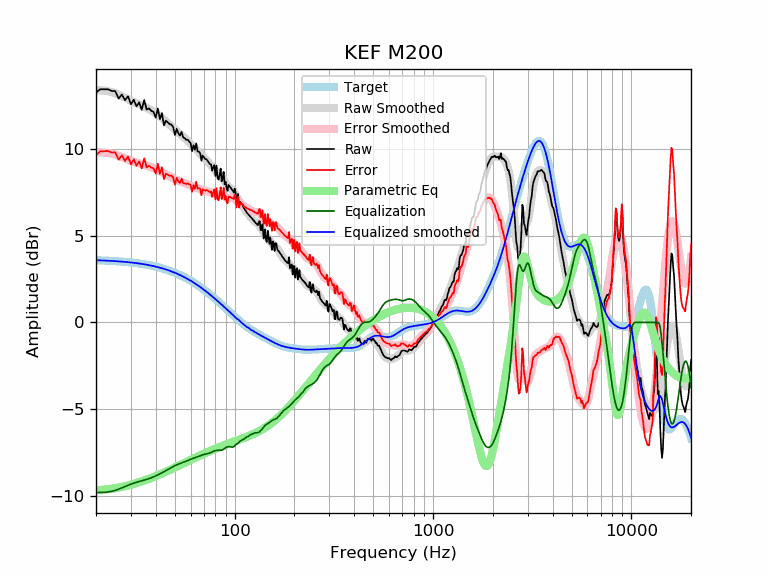 KEF M200
Target
Raw Smoothed
Error Smoothed
Raw
Error
Parametric Eq
Equalization
Equalized smoothed
Amplitude (dBr)
10
5
0
−5
−10
100
1000
10000
Frequency (Hz)